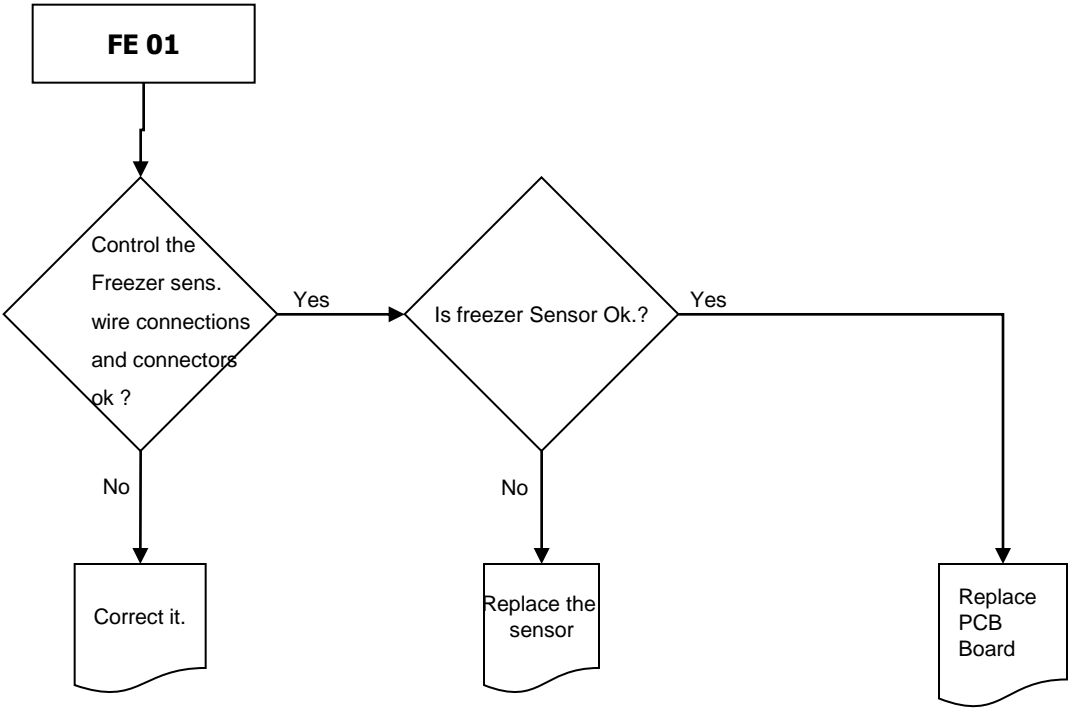 FE 01
Control the
Freezer sens.
wire connections
and connectors
ok ?
Yes
Is freezer Sensor Ok.?
Yes
No
No
Correct it.
Replace the
sensor
Replace
PCB
Board